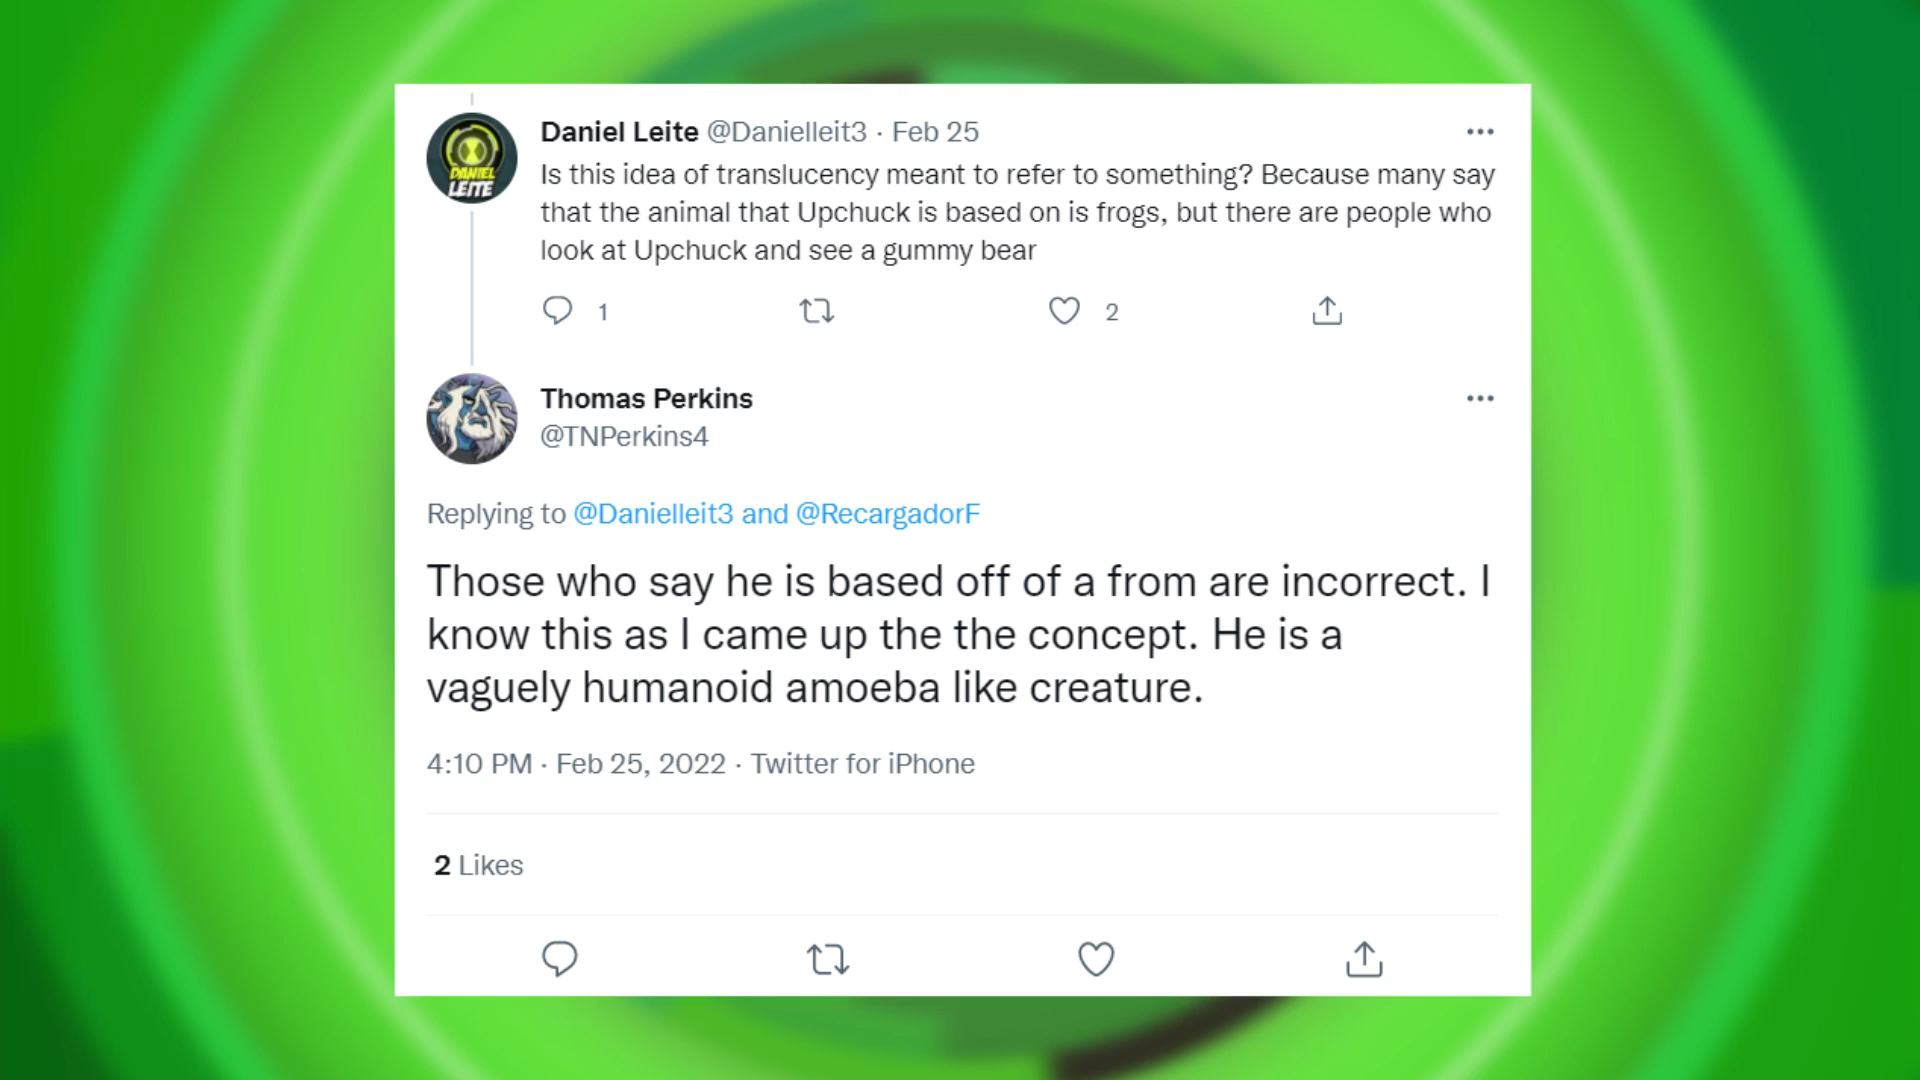 DANIEL
LEITE
Daniel Leite @Danielleit3 · Feb 25
Is this idea of translucency meant to refer to something? Because many say
that the animal that Upchuck is based on is frogs, but there are people who
look at Upchuck and see a gummy bear
1
2
Thomas Perkins
@TNPerkins4
Replying to @Danielleit3 and @RecargadorF
Those who say he is based off of a from are incorrect. I
know this as I came up the the concept. He is a
vaguely humanoid amoeba like creature.
4:10 PM · Feb 25, 2022 · Twitter for iPhone
2 Likes